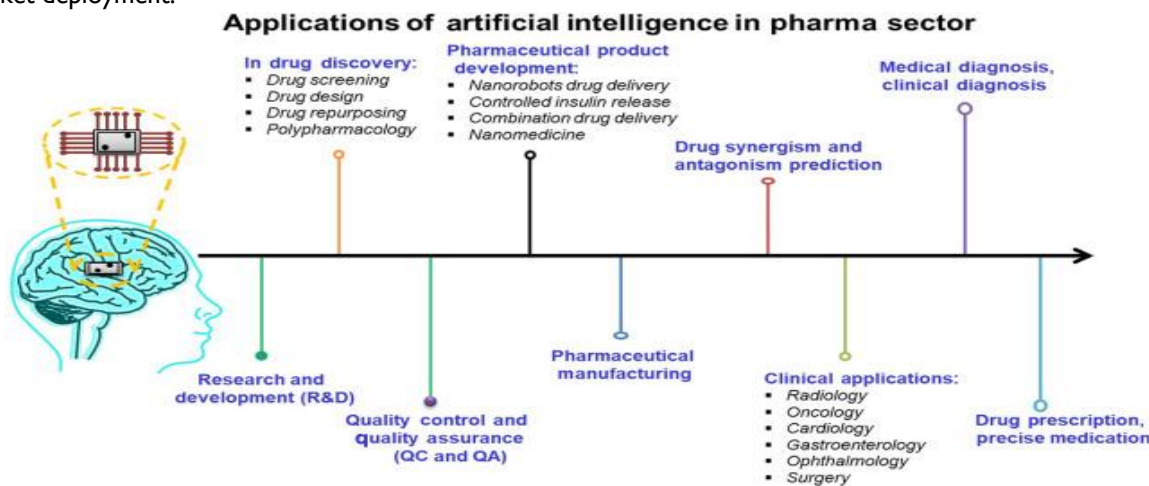 ket deployment.
Applications of artificial intelligence in pharma sector
In drug discovery:
▪ Drug screening
▪ Drug design
▪ Drug repurposing
▪ Polypharmacology
Pharmaceutical product
development:
▪ Nanorobots drug delivery
▪ Controlled insulin release
▪ Combination drug delivery
▪ Nanomedicine
Drug synergism and
antagonism prediction
Medical diagnosis,
clinical diagnosis
Research and
development (R&D)
Quality control and
quality assurance
(QC and QA)
Pharmaceutical
manufacturing
Clinical applications:
▪ Radiology
▪ Oncology
▪ Cardiology
▪ Gastroenterology
▪ Ophthalmology
▪ Surgery
Drug prescription,
precise medication